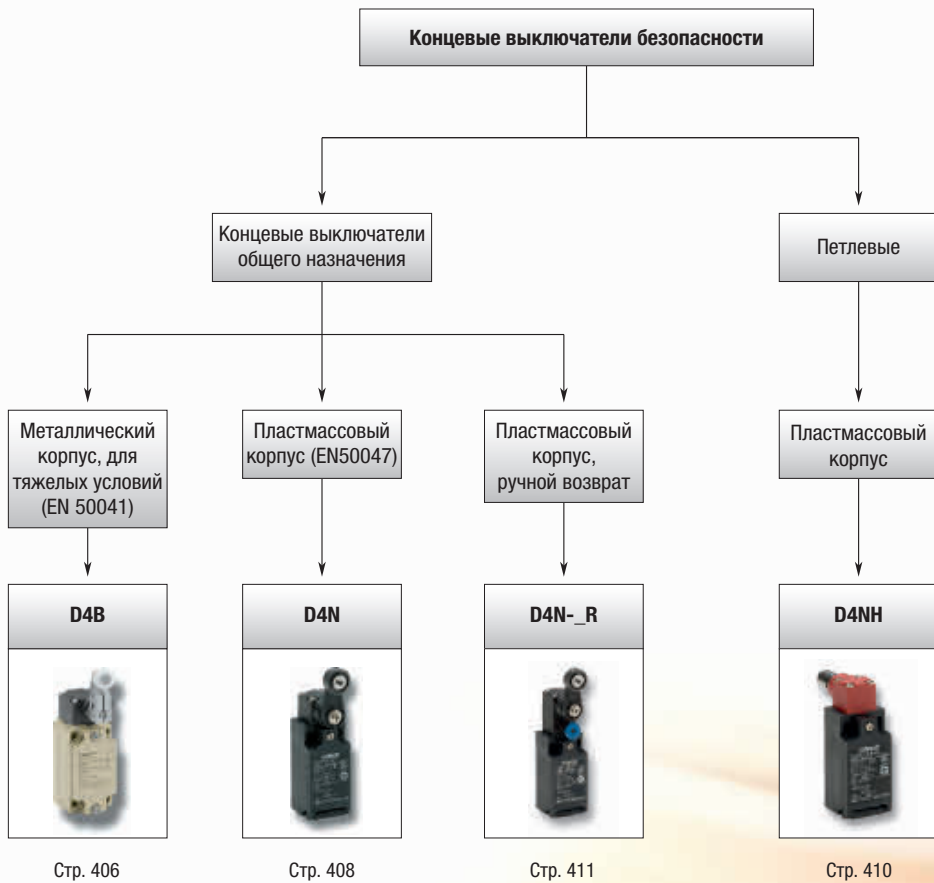 Концевые выключатели безопасности
Концевые выключатели
общего назначения
Петлевые
Металлический
корпус, для
тяжелых условий
(EN 50041)
Пластмассовый
корпус (EN50047)
Пластмассовый
корпус,
ручной возврат
Пластмассовый
корпус
D4B
D4N
D4N-_R
D4NH
Стр. 406
Стр. 408
Стр. 411
Стр. 410